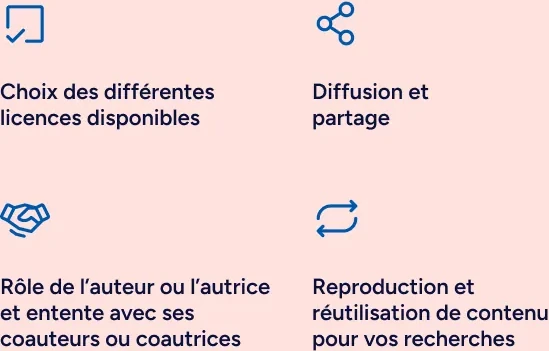 Choix des différentes
licences disponibles
Diffusion et
partage
Rôle de l’auteur ou l’autrice
et entente avec ses
coauteurs ou coautrices
Reproduction et
réutilisation de contenu
pour vos recherches